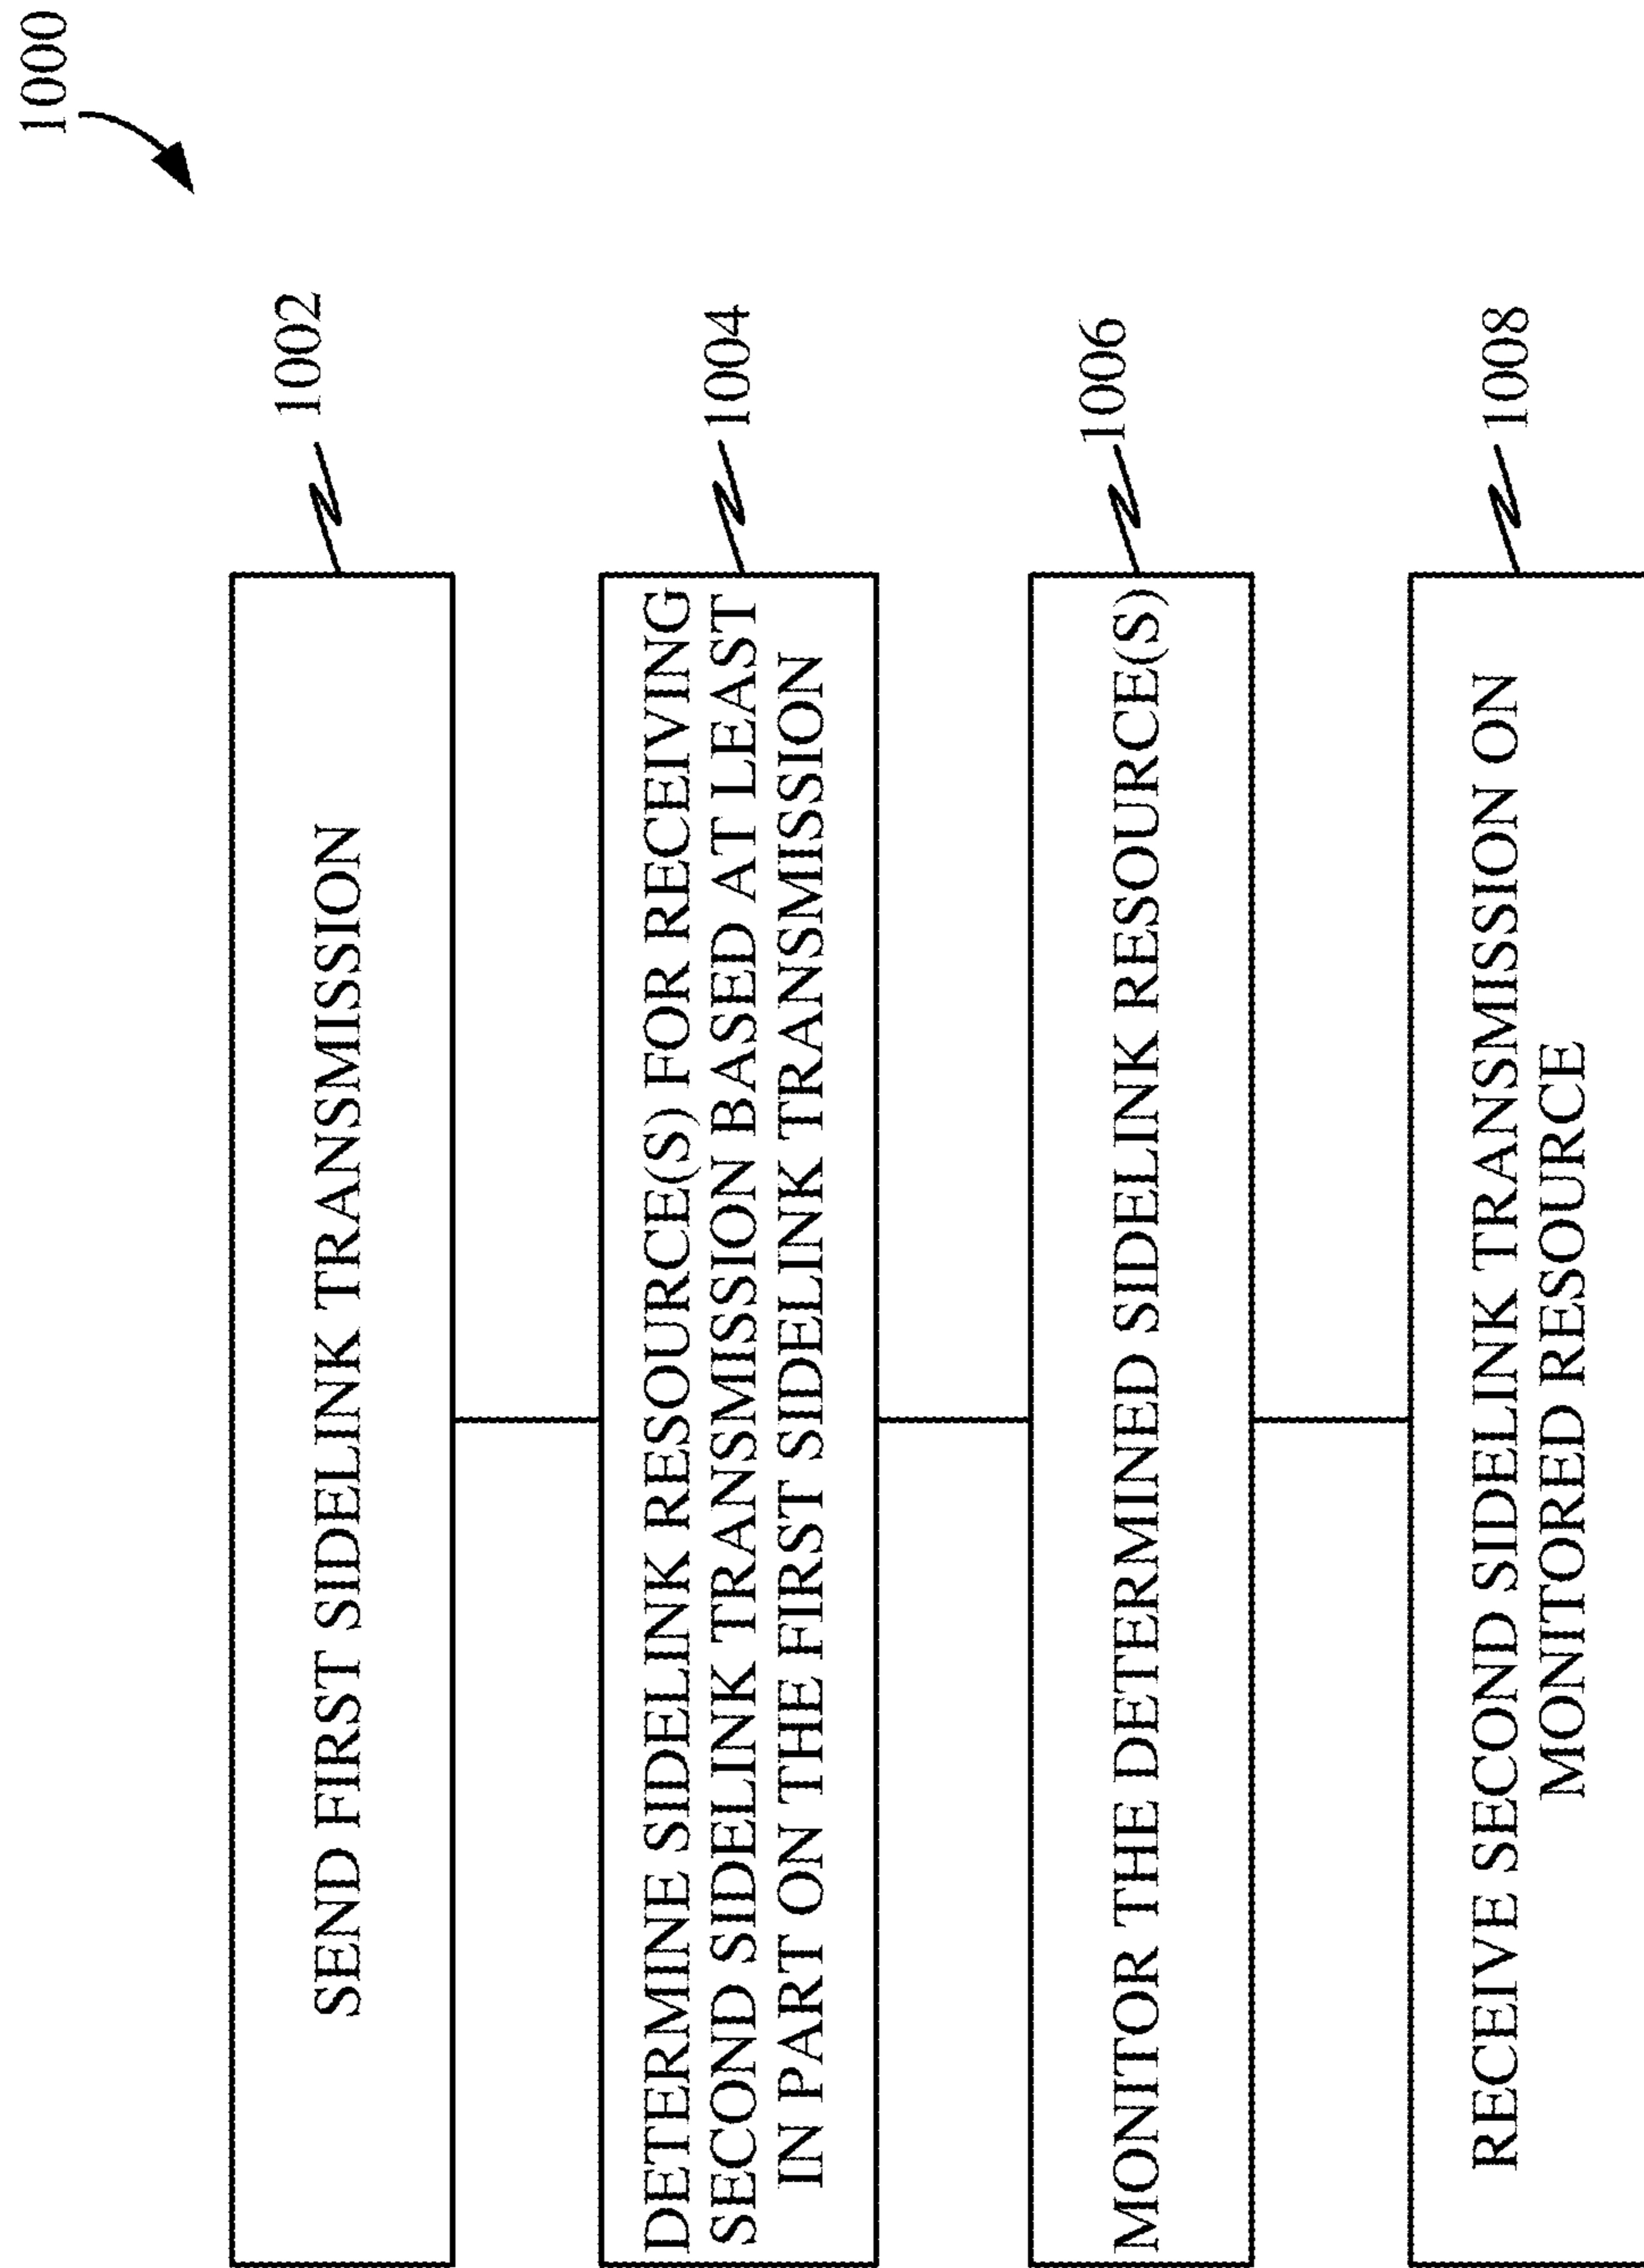 1000
SEND FIRST SIDELINK TRANSMISSION
1002
DETERMINE SIDELINK RESOURCE(S) FOR RECEIVING
SECOND SIDELINK TRANSMISSION BASED AT LEAST
IN PART ON THE FIRST SIDELINK TRANSMISSION
1004
MONITOR THE DETERMINED SIDELINK RESOURCE(S)
1006
RECEIVE SECOND SIDELINK TRANSMISSION ON
MONITORED RESOURCE
1008